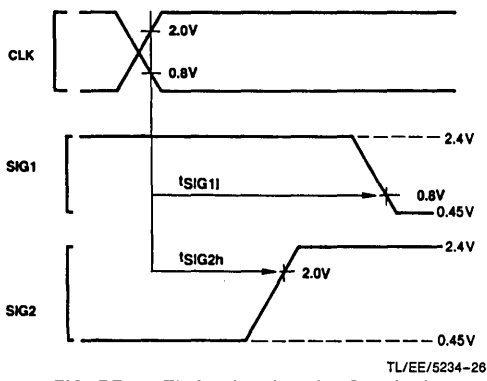 CLK
2.0V
0.8V
SIG1
2.4V
tSIG1l
0.8V
0.45V
SIG2
tSIG2h
2.4V
2.0V
0.45V
TL/EE/5234-26